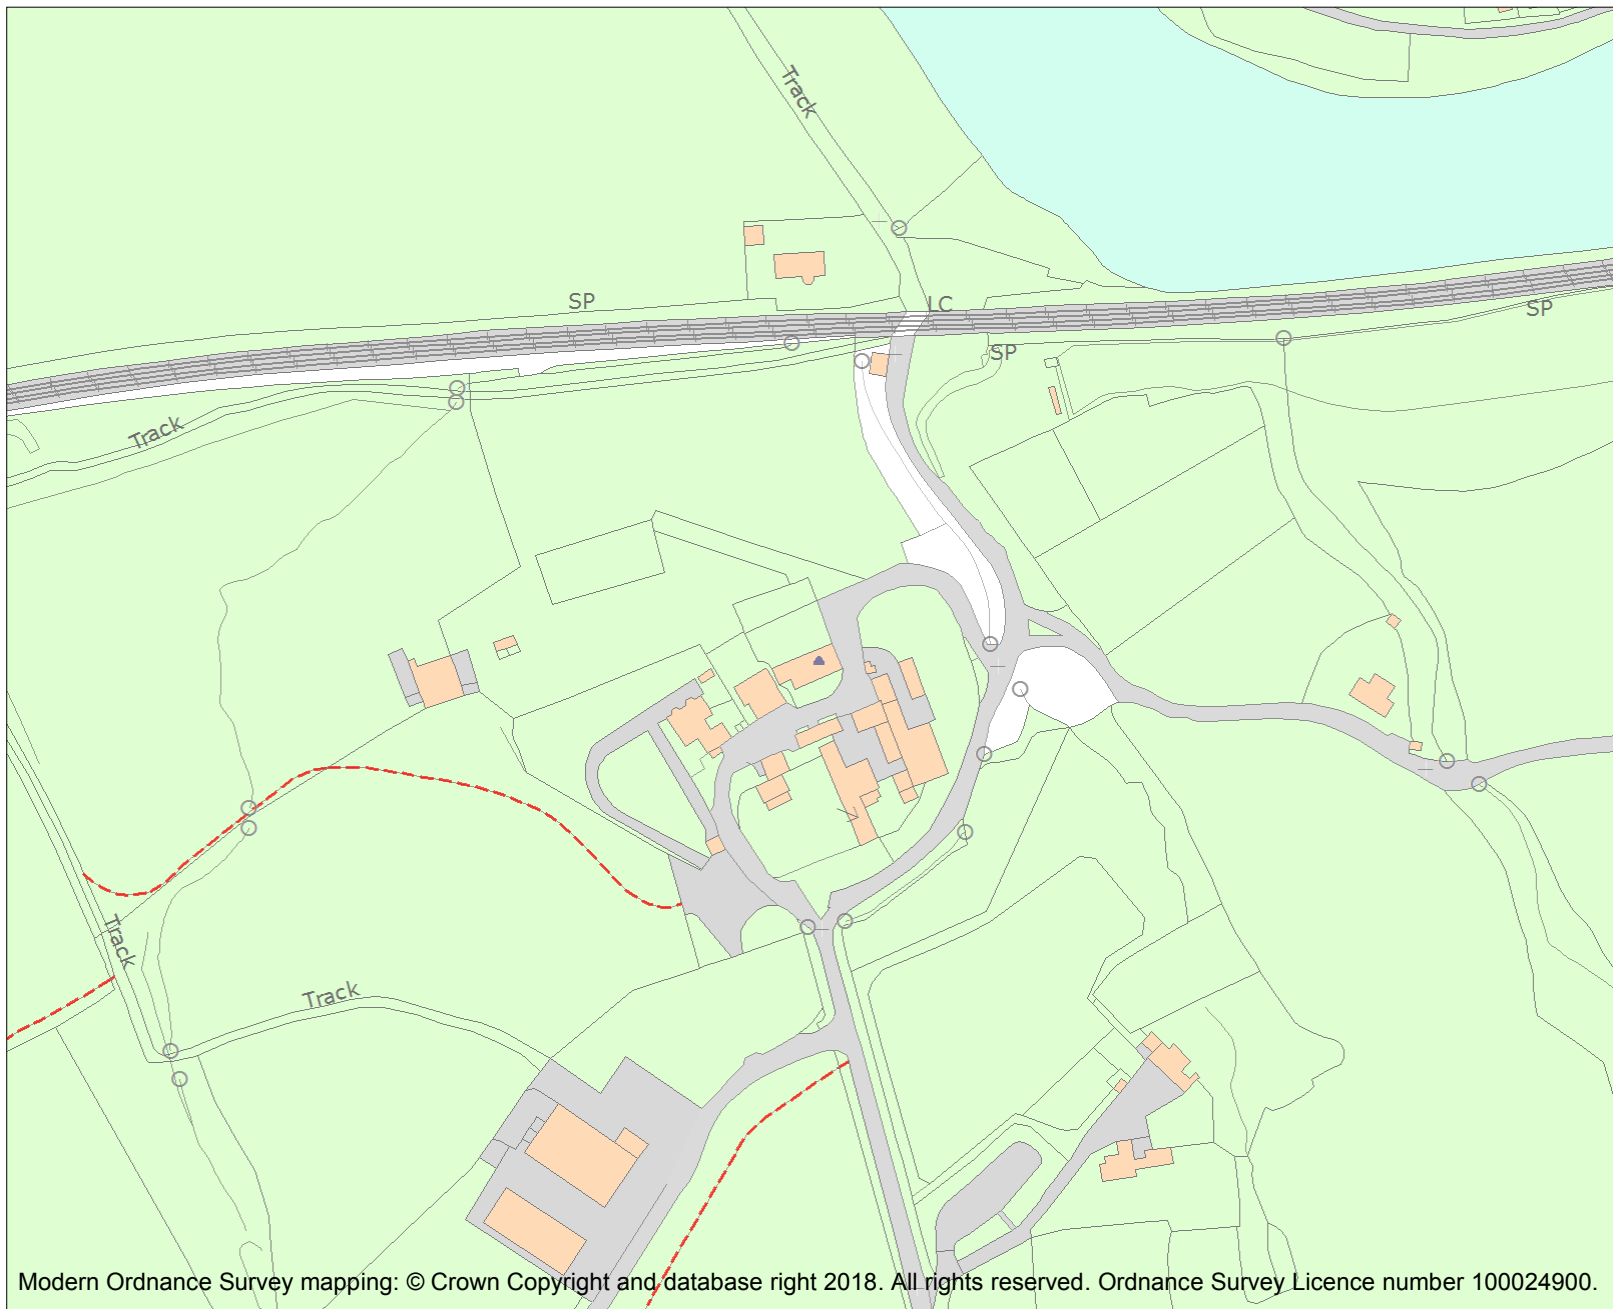 Track
SP
LC
SP
SP
Track
Track
Track
Modern Ordnance Survey mapping: © Crown Copyright and database right 2018. All rights reserved. Ordnance Survey Licence number 100024900.